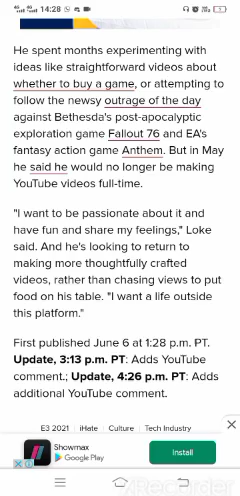 14:28
He spent months experimenting with
ideas like straightforward videos about
whether to buy a game, or attempting to
follow the newsy outrage of the day
against Bethesda's post-apocalyptic
exploration game Fallout 76 and EA's
fantasy action game Anthem. But in May
he said he would no longer be making
YouTube videos full-time.
"I want to be passionate about it and
have fun and share my feelings," Loke
said. And he's looking to return to
making more thoughtfully crafted
videos, rather than chasing views to put
food on his table. "I want a life outside
this platform."
First published June 6 at 1:28 p.m. PT.
Update, 3:13 p.m. PT: Adds YouTube
comment.; Update, 4:26 p.m. PT: Adds
additional YouTube comment.
E3 2021 iHate Culture Tech Industry
Showmax
Google Play
Install